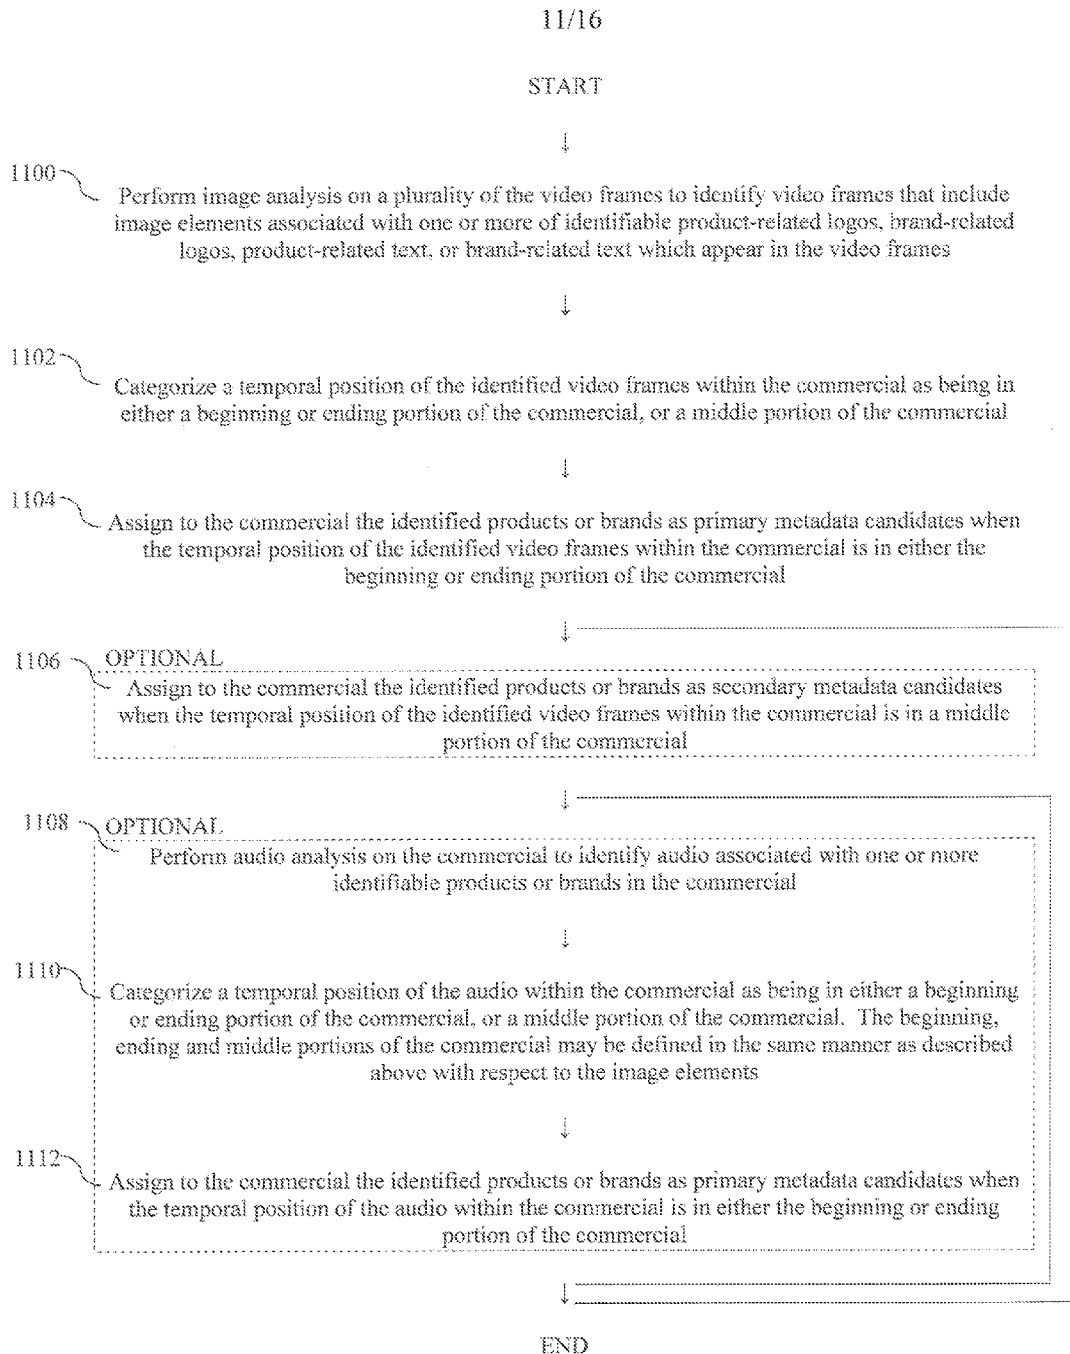 11/16
START
1100
Perform image analysis on a plurality of the video frames to identify video frames that include
image elements associated with one or more of identifiable product-related logos, brand-related
logos, product-related text, or brand-related text which appear in the video frames
1102
Categorize a temporal position of the identified video frames within the commercial as being in
either a beginning or ending portion of the commercial, or a middle portion of the commercial
1104
Assign to the commercial the identified products or brands as primary metadata candidates when
the temporal position of the identified video frames within the commercial is in either the
beginning or ending portion of the commercial
1106
OPTIONAL
Assign to the commercial the identified products or brands as secondary metadata candidates
when the temporal position of the identified video frames within the commercial is in a middle
portion of the commercial
1108
OPTIONAL
Perform audio analysis on the commercial to identify audio associated with one or more
identifiable products or brands in the commercial
1110
Categorize a temporal position of the audio within the commercial as being in either a beginning
or ending portion of the commercial, or a middle portion of the commercial. The beginning,
ending and middle portions of the commercial may be defined in the same manner as described
above with respect to the image elements
1112
Assign to the commercial the identified products or brands as primary metadata candidates when
the temporal position of the audio within the commercial is in either the beginning or ending
portion of the commercial
END